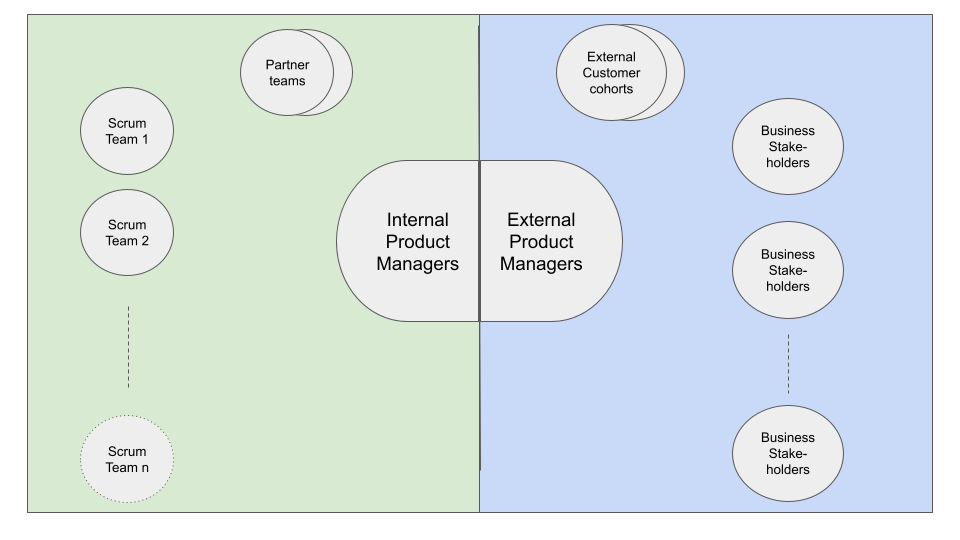 Partner
teams
External
Customer
cohorts
Scrum
Team 1
Business
Stake-
holders
Scrum
Team 2
Internal
Product
Managers
External
Product
Managers
Business
Stake-
holders
Scrum
Team n
Business
Stake-
holders